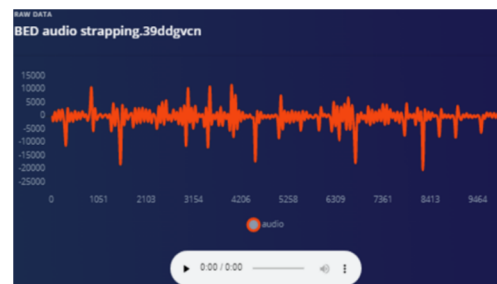 RAW DATA
BED audio strapping.39ddgvcn
15000
10000
5000
0
-5000
-10000
-15000
-20000
-25000
0 1051 2103 3154 4206 5258 6309 7361 8413 9464
audio
0:00 / 0:00